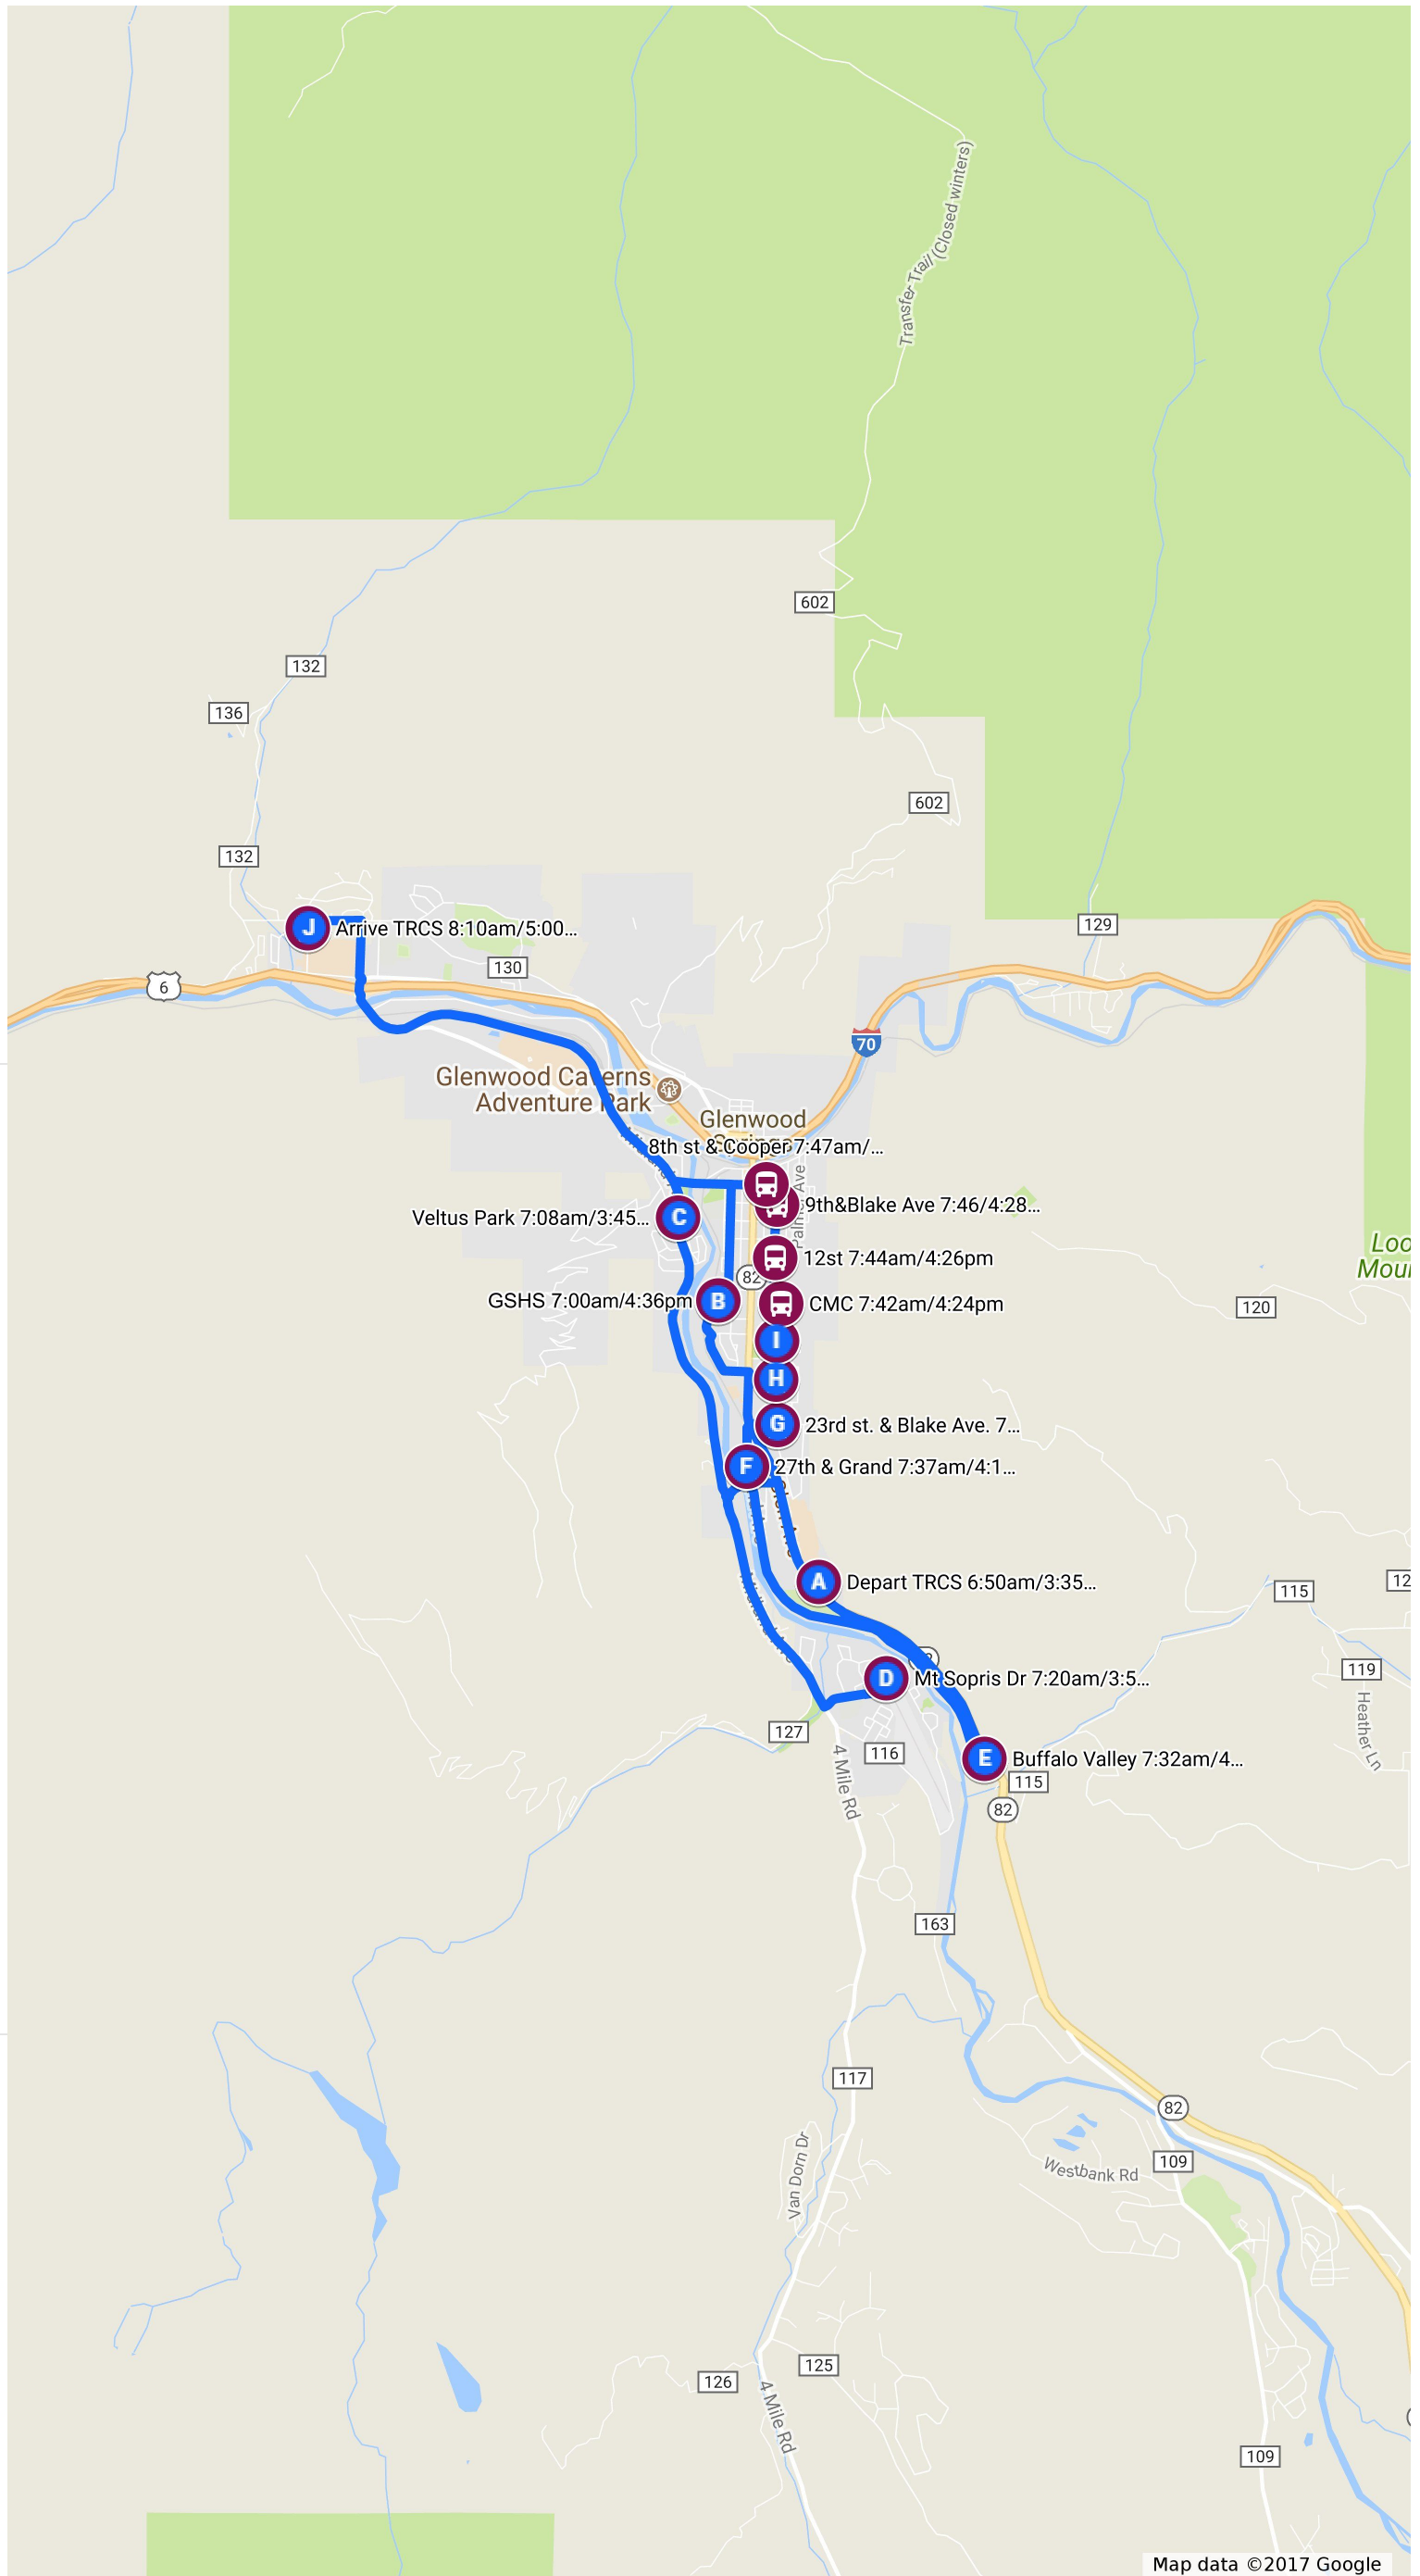 Transfer Trail (Closed winters)
602
132
136
602
132
129
J
Arrive TRCS 8:10am/5:00...
130
6
70
Glenwood Caverns
Adventure Park
Glenwood
8th st & Cooper 7:47am/...
9th&Blake Ave 7:46/4:28...
Veltus Park 7:08am/3:45...
C
12st 7:44am/4:26pm
82
GSHS 7:00am/4:36pm
B
CMC 7:42am/4:24pm
120
I
H
G
23rd st. & Blake Ave. 7...
F
27th & Grand 7:37am/4:1...
A
Depart TRCS 6:50am/3:35...
115
12
Midland Ave
D
Mt Sopris Dr 7:20am/3:5...
119
Heather Ln
127
116
E
Buffalo Valley 7:32am/4...
115
82
4 Mile Rd
163
117
82
Van Dorn Dr
Westbank Rd
109
125
126
4 Mile Rd
109
Map data ©2017 Google